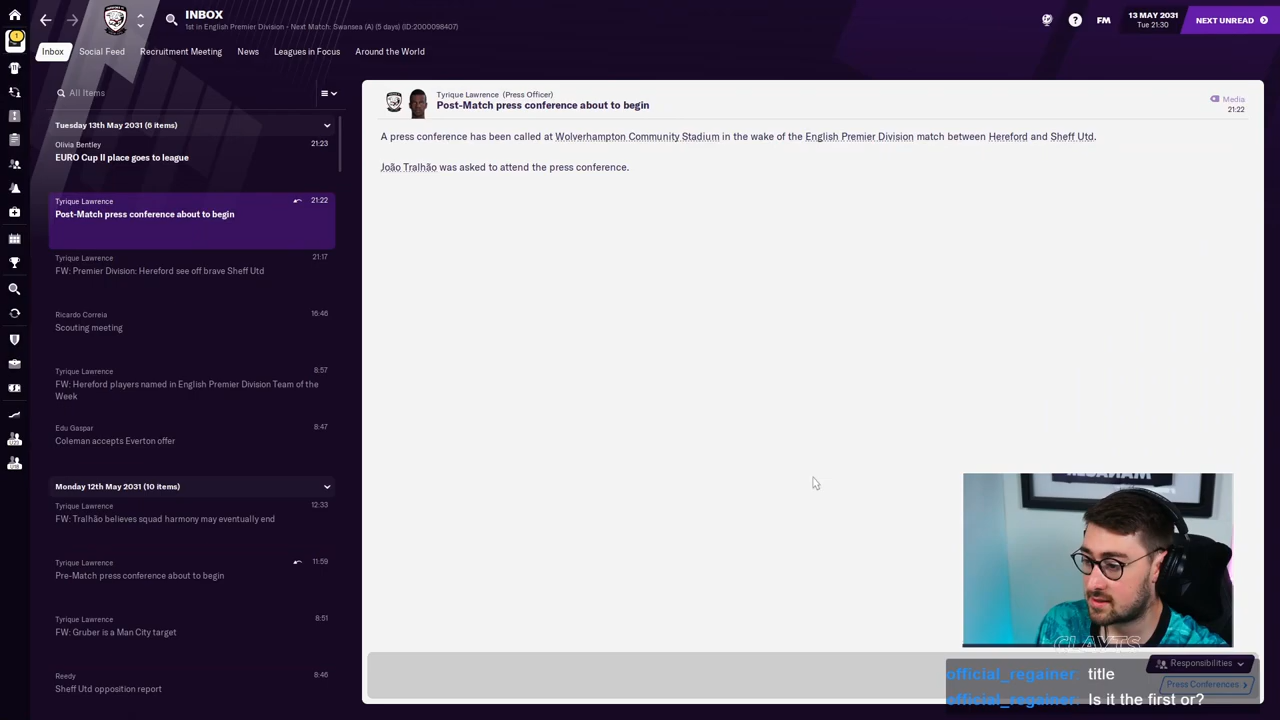 INBOX
1st in English Premier Division - Next Match: Swansea (A) (5 days) (ID:2000098407)
FM
13 MAY 2031
Tue 21:30
NEXT UNREAD
1
Inbox
Social Feed
Recruitment Meeting
News
Leagues in Focus
Around the World
All Items
Tuesday 13th May 2031 (6 items)
Olivia Bentley
21:23
EURO Cup II place goes to league
Tyrique Lawrence
21:22
Post-Match press conference about to begin
Tyrique Lawrence
21:17
FW: Premier Division: Hereford see off brave Sheff Utd
Ricardo Correia
16:46
Scouting meeting
Tyrique Lawrence
8:57
FW: Hereford players named in English Premier Division Team of the
Week
Edu Gaspar
8:47
Coleman accepts Everton offer
Monday 12th May 2031 (10 items)
Tyrique Lawrence
12:33
FW: Tralhão believes squad harmony may eventually end
Tyrique Lawrence
11:59
Pre-Match press conference about to begin
Tyrique Lawrence
8:51
FW: Gruber is a Man City target
Reedy
8:46
Sheff Utd opposition report
Tyrique Lawrence (Press Officer)
Post-Match press conference about to begin
Media
21:22
A press conference has been called at Wolverhampton Community Stadium in the wake of the English Premier Division match between Hereford and Sheff Utd.
João Tralhão was asked to attend the press conference.
CLAYTS
Responsibilities
Press Conferences
official_regainer: title
official_regainer: Is it the first or?